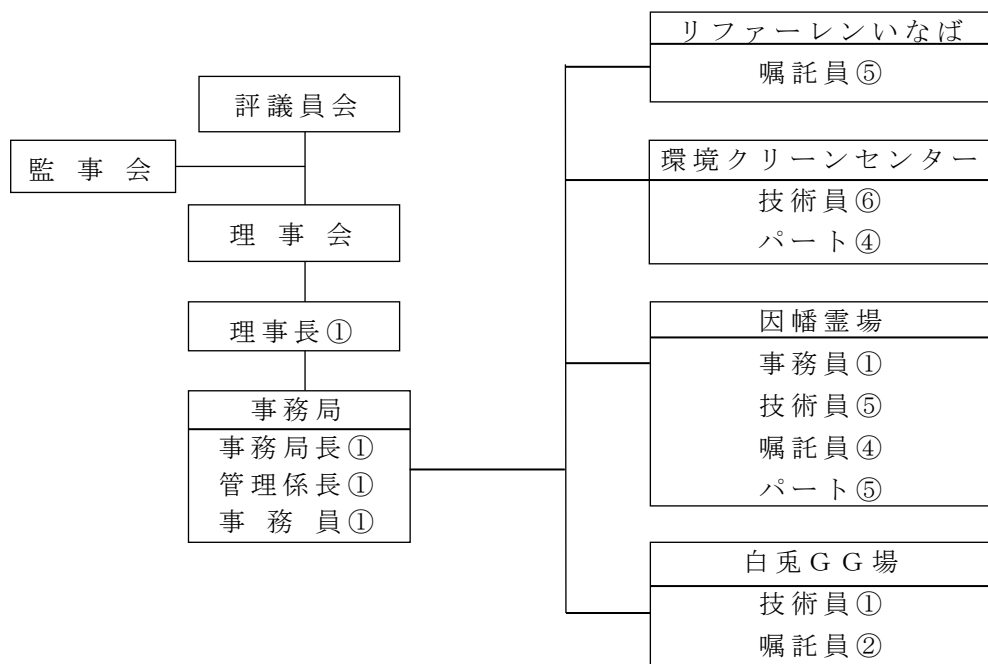 評議員会
監事会
理事会
理事長①
事務局
事務局長①
管理係長①
事務員①
リファーレンいなば
嘱託員⑤
環境クリーンセンター
技術員⑥
パート④
因幡霊場
事務員①
技術員⑤
嘱託員④
パート⑤
白兎ＧＧ場
技術員①
嘱託員②